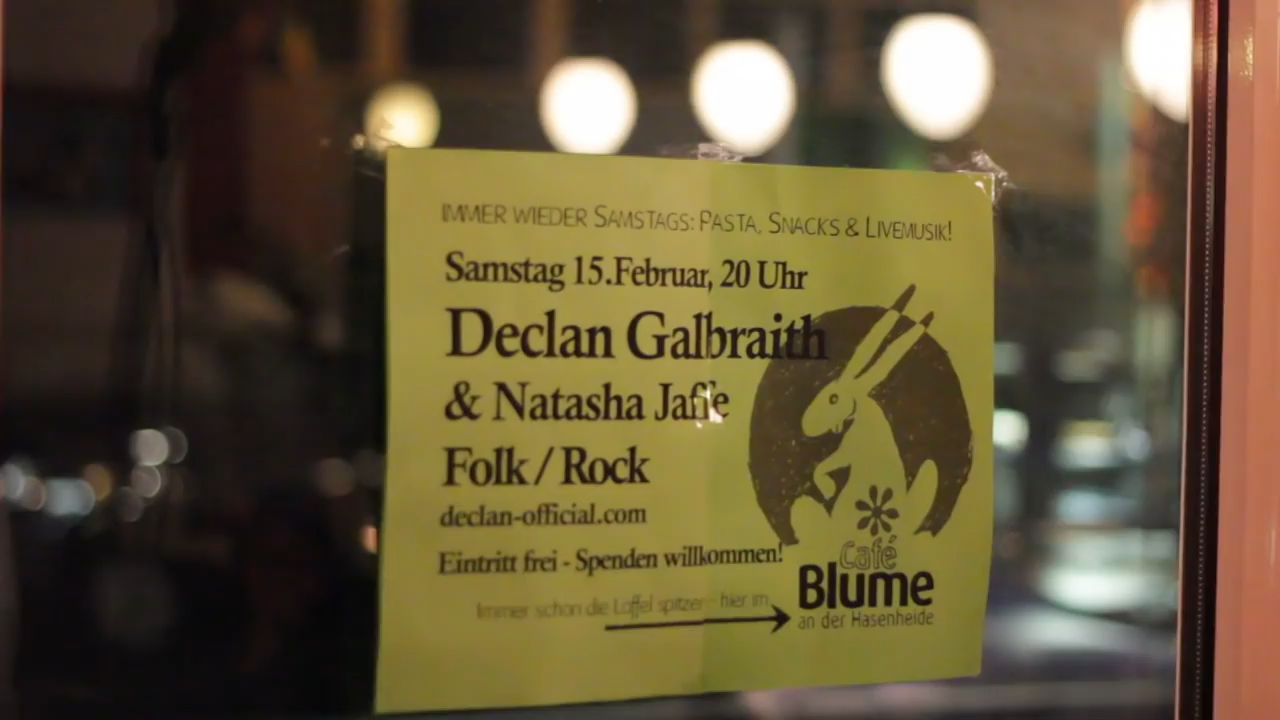 IMMER WIEDER SAMSTAGS: PASTA, SNACKS & LIVEMUSIK!
Samstag 15.Februar, 20 Uhr
Declan Galbraith
& Natasha Jaffe
Folk / Rock
declan-official.com
Eintritt frei - Spenden willkommen!
Immer schön die Löffel spitzen: hier im
Café
Blume
an der Hasenheide